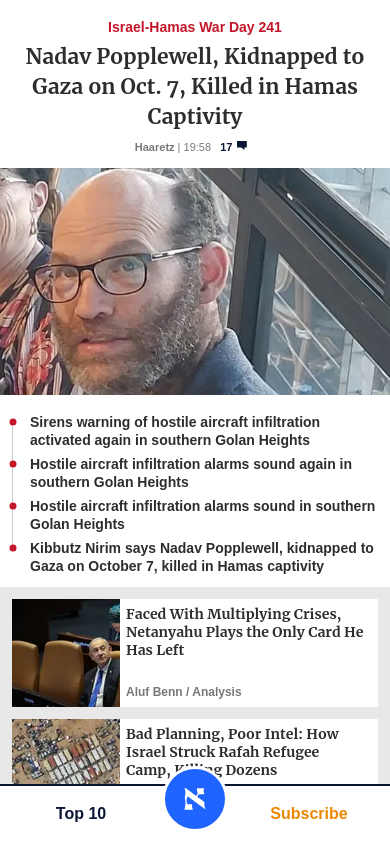 Israel-Hamas War Day 241
Nadav Popplewell, Kidnapped to
Gaza on Oct. 7, Killed in Hamas
Captivity
Haaretz | 19:58 17
Sirens warning of hostile aircraft infiltration
activated again in southern Golan Heights
Hostile aircraft infiltration alarms sound again in
southern Golan Heights
Hostile aircraft infiltration alarms sound in southern
Golan Heights
Kibbutz Nirim says Nadav Popplewell, kidnapped to
Gaza on October 7, killed in Hamas captivity
Faced With Multiplying Crises,
Netanyahu Plays the Only Card He
Has Left
Aluf Benn / Analysis
Bad Planning, Poor Intel: How
Israel Struck Rafah Refugee
Camp, Killing Dozens
Top 10
Subscribe